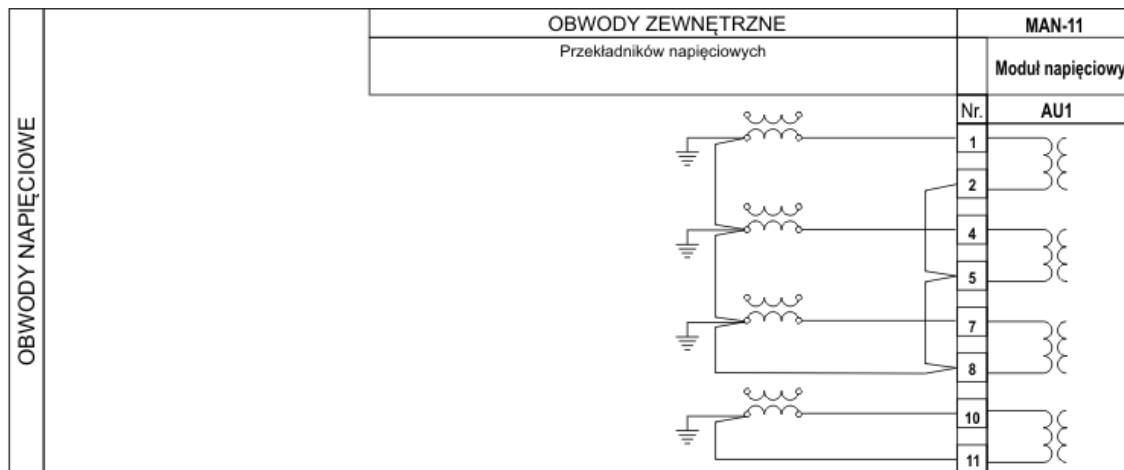 OBWODY ZEWNĘTRZNE
MAN-11
Przekładników napięciowych
Moduł napięciowy
Nr.
AU1
OBWODY NAPIĘCIOWE
1
2
4
5
7
8
10
11